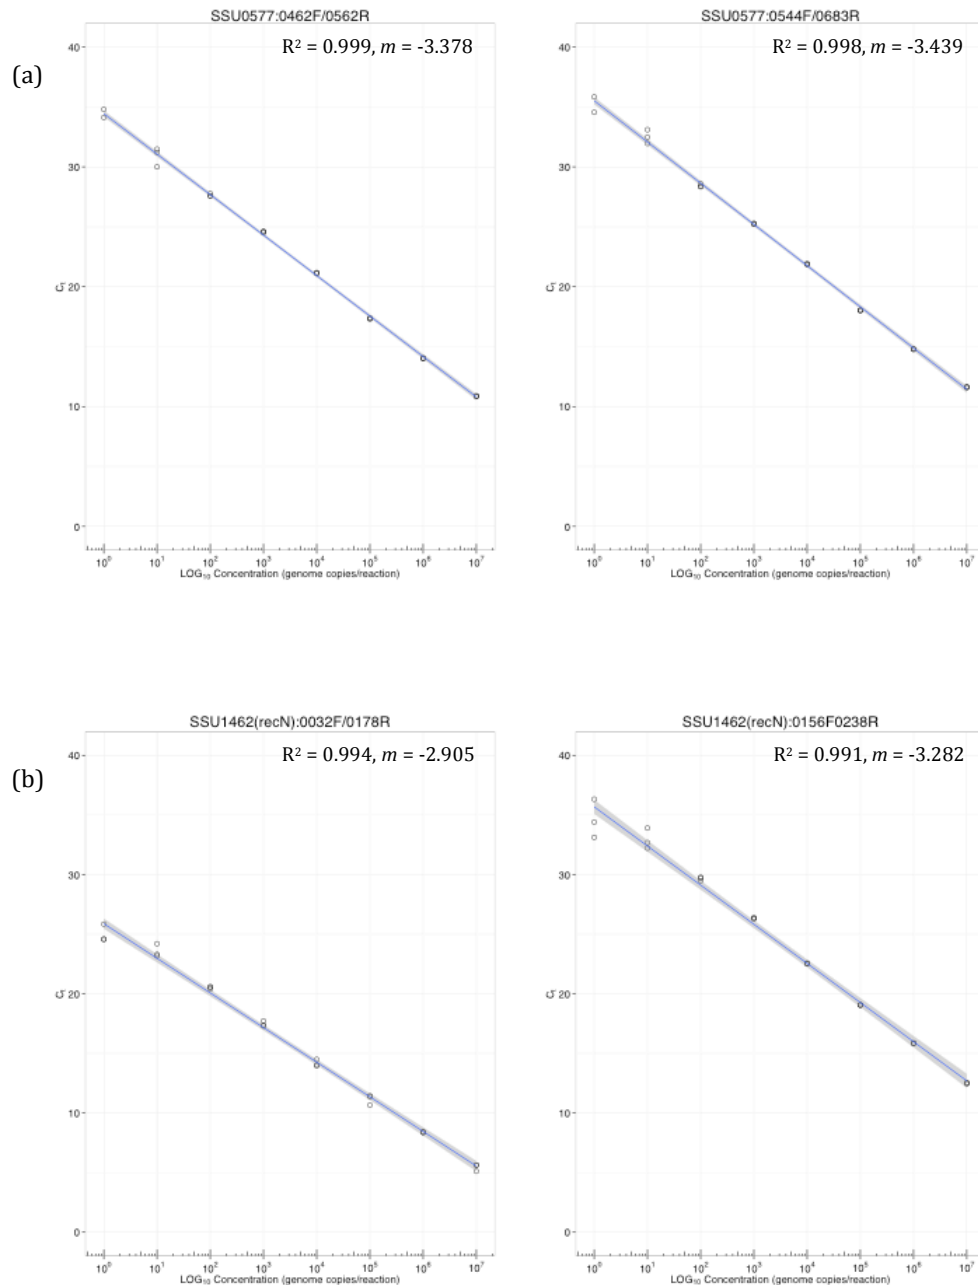 SSU0577:0462F/0562R
R² = 0.999, m = -3.378
(a)
40
30
20
10
0
Cₜ
10⁰ 10¹ 10² 10³ 10⁴ 10⁵ 10⁶ 10⁷
LOG₁₀ Concentration (genome copies/reaction)
SSU0577:0544F/0683R
R² = 0.998, m = -3.439
40
30
20
10
0
Cₜ
10⁰ 10¹ 10² 10³ 10⁴ 10⁵ 10⁶ 10⁷
LOG₁₀ Concentration (genome copies/reaction)
SSU1462(recN):0032F/0178R
R² = 0.994, m = -2.905
(b)
40
30
20
10
0
Cₜ
10⁰ 10¹ 10² 10³ 10⁴ 10⁵ 10⁶ 10⁷
LOG₁₀ Concentration (genome copies/reaction)
SSU1462(recN):0156F0238R
R² = 0.991, m = -3.282
40
30
20
10
0
Cₜ
10⁰ 10¹ 10² 10³ 10⁴ 10⁵ 10⁶ 10⁷
LOG₁₀ Concentration (genome copies/reaction)